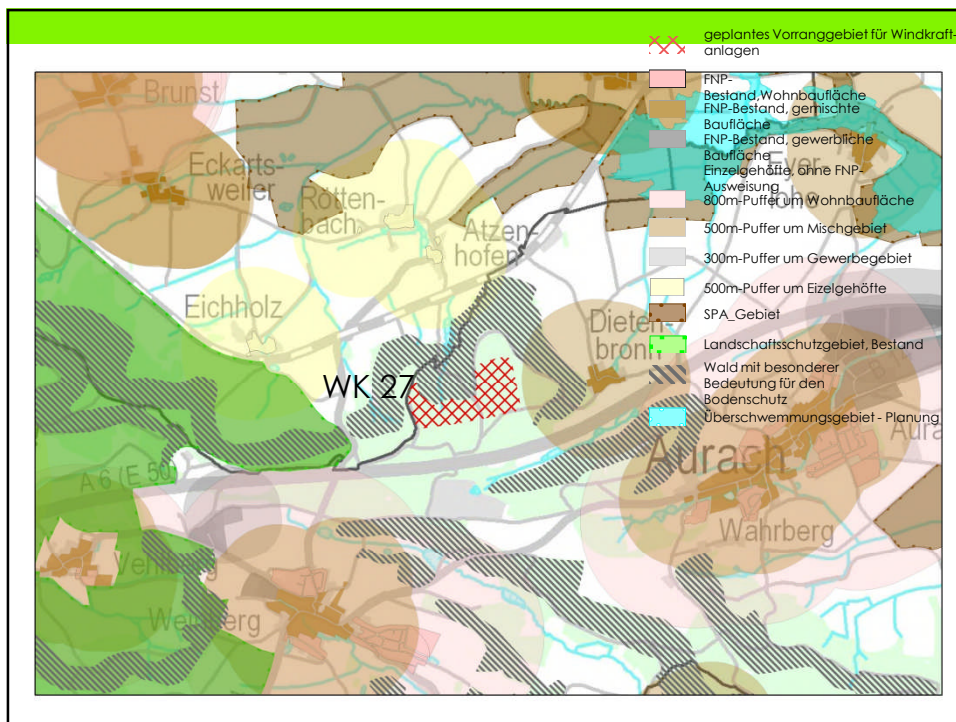 geplantes Vorranggebiet für Windkraft-
anlagen
FNP-
Bestand,Wohnbaufläche
FNP-Bestand, gemischte
Baufläche
FNP-Bestand, gewerbliche
Baufläche
Einzelgehöfte, ohne FNP-
Ausweisung
800m-Puffer um Wohnbaufläche
500m-Puffer um Mischgebiet
300m-Puffer um Gewerbegebiet
500m-Puffer um Eizelgehöfte
SPA_Gebiet
Landschaftsschutzgebiet, Bestand
Wald mit besonderer
Bedeutung für den
Bodenschutz
Überschwemmungsgebiet - Planung
Brunst
Eckarts-
weiler
Rötten-
bach
Atzen-
hofen
Eyer-
Eichholz
Dieten-
bronn
WK 27
A 6 (E 50
Aurach
Wahrberg